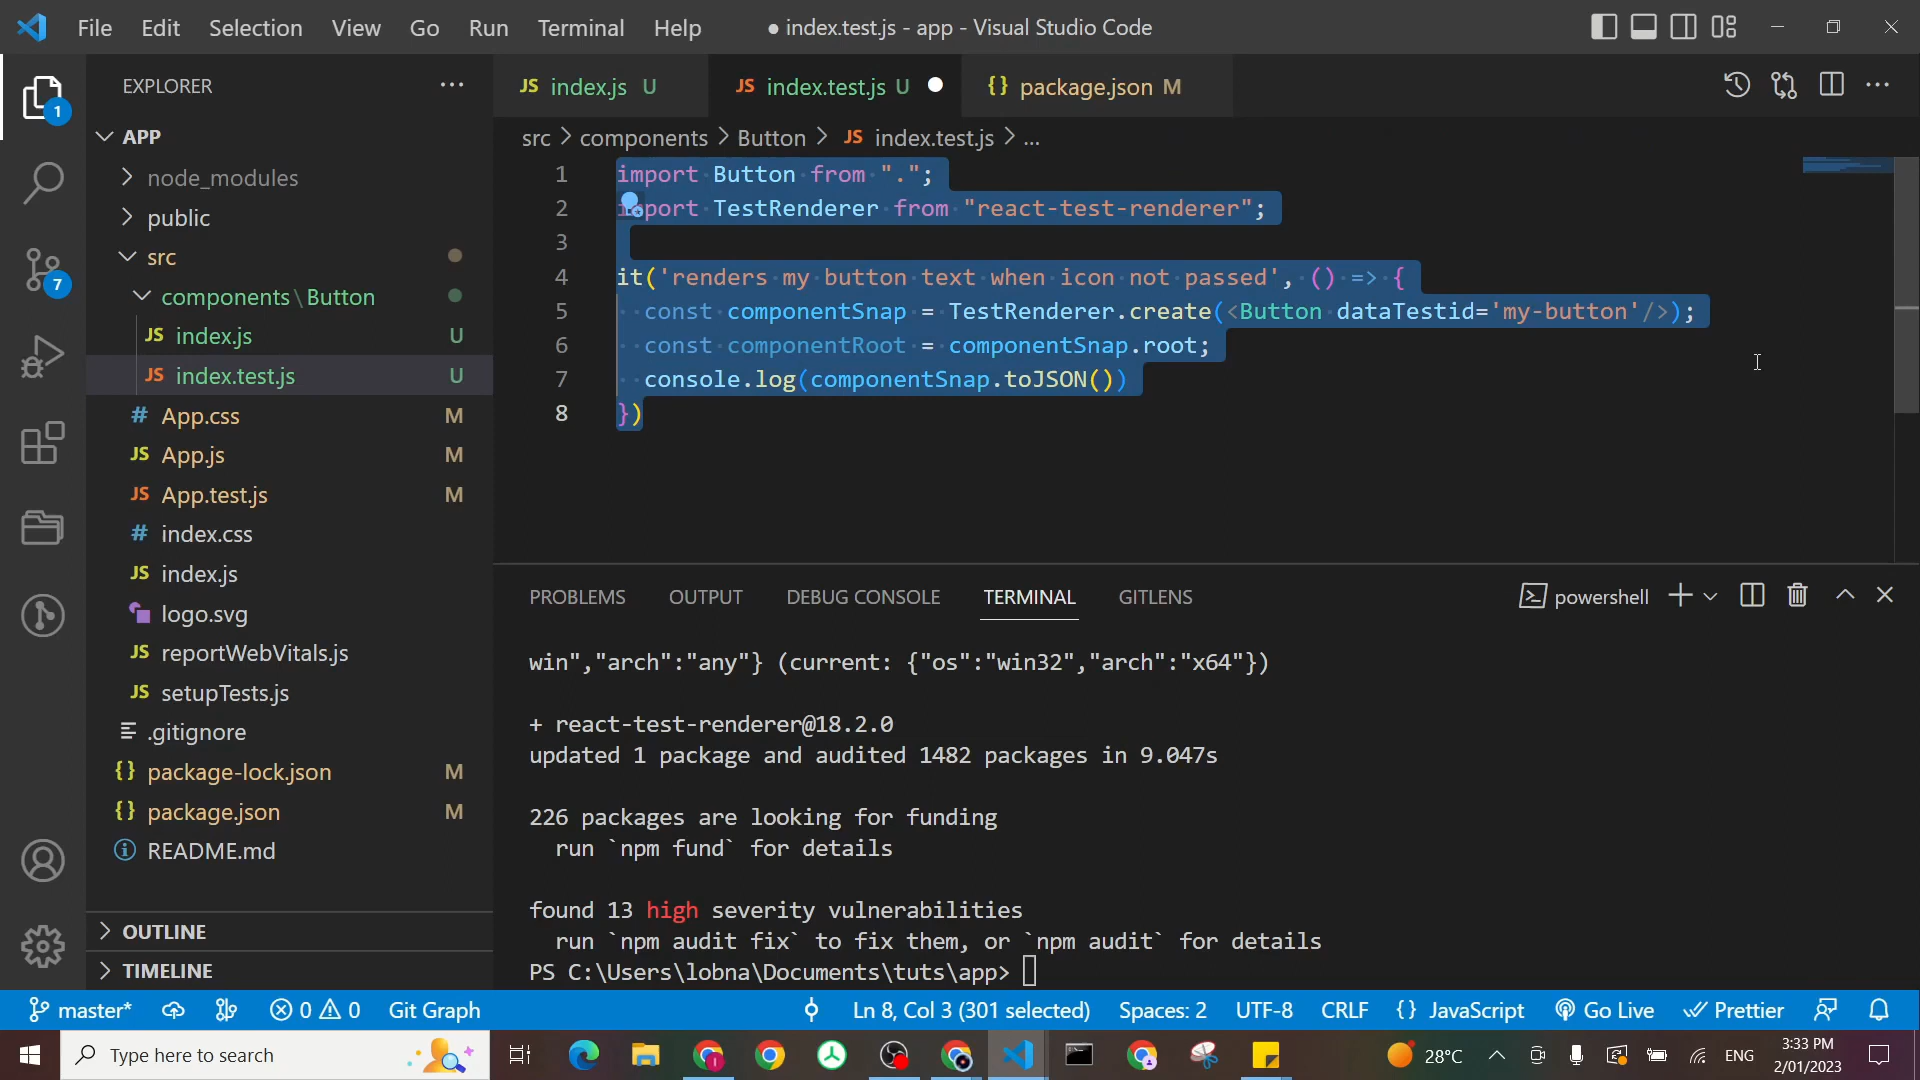 File Edit Selection View Go Run Terminal Help ● index.test.js - app - Visual Studio Code
EXPLORER ···
JS index.js U JS index.test.js U {} package.json M
APP
src > components > Button > JS index.test.js > ...
node_modules
public
src
components\Button
JS index.js U
JS index.test.js U
# App.css M
JS App.js M
JS App.test.js M
# index.css
JS index.js
logo.svg
JS reportWebVitals.js
JS setupTests.js
.gitignore
{} package-lock.json M
{} package.json M
README.md
OUTLINE
TIMELINE
1
7
1 import Button from ".";
2 import TestRenderer from "react-test-renderer";
3
4 it('renders my button text when icon not passed', () => {
5 const componentSnap = TestRenderer.create(<Button dataTestid='my-button'/>);
6 const componentRoot = componentSnap.root;
7 console.log(componentSnap.toJSON())
8 })
PROBLEMS OUTPUT DEBUG CONSOLE TERMINAL GITLENS powershell
win","arch":"any"} (current: {"os":"win32","arch":"x64"})
+ react-test-renderer@18.2.0
updated 1 package and audited 1482 packages in 9.047s
226 packages are looking for funding
run `npm fund` for details
found 13 high severity vulnerabilities
run `npm audit fix` to fix them, or `npm audit` for details
PS C:\Users\lobna\Documents\tuts\app>
master* 0 0 Git Graph Ln 8, Col 3 (301 selected) Spaces: 2 UTF-8 CRLF {} JavaScript Go Live Prettier
Type here to search 28°C ENG 3:33 PM
2/01/2023